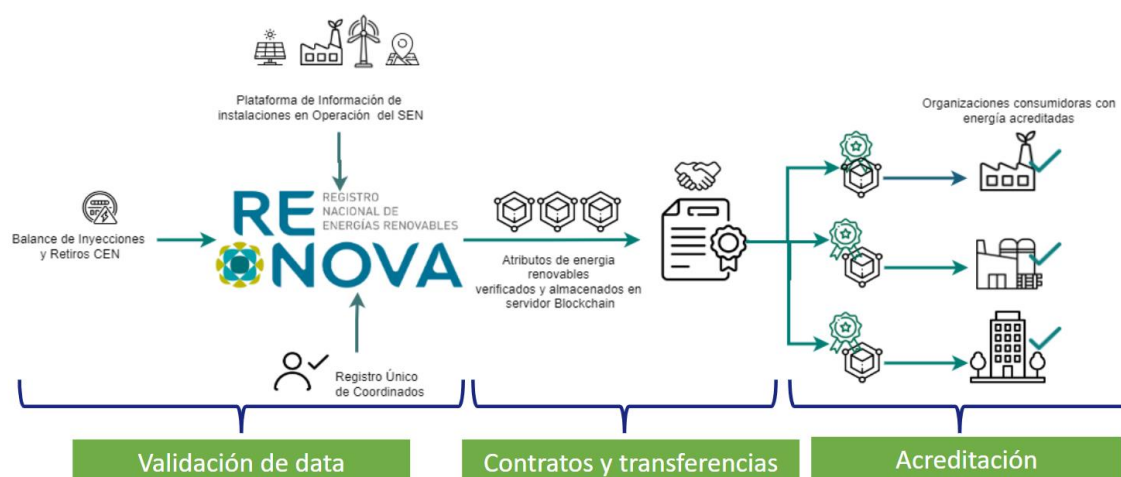 Plataforma de Información de
instalaciones en Operación del SEN
Organizaciones consumidoras con
energía acreditadas
Balance de Inyecciones
y Retiros CEN
RE
NOVA
REGISTRO
NACIONAL DE
ENERGÍAS RENOVABLES
Atributos de energia
renovables
verificados y almacenados en
servidor Blockchain
Registro Único
de Coordinados
Validación de data
Contratos y transferencias
Acreditación